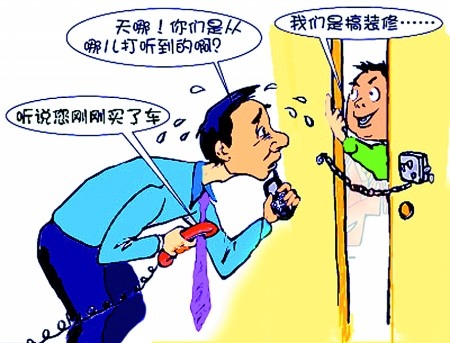 天哪！你们是从
哪儿打听到的啊？
我们是搞装修……
听说您刚刚买了车